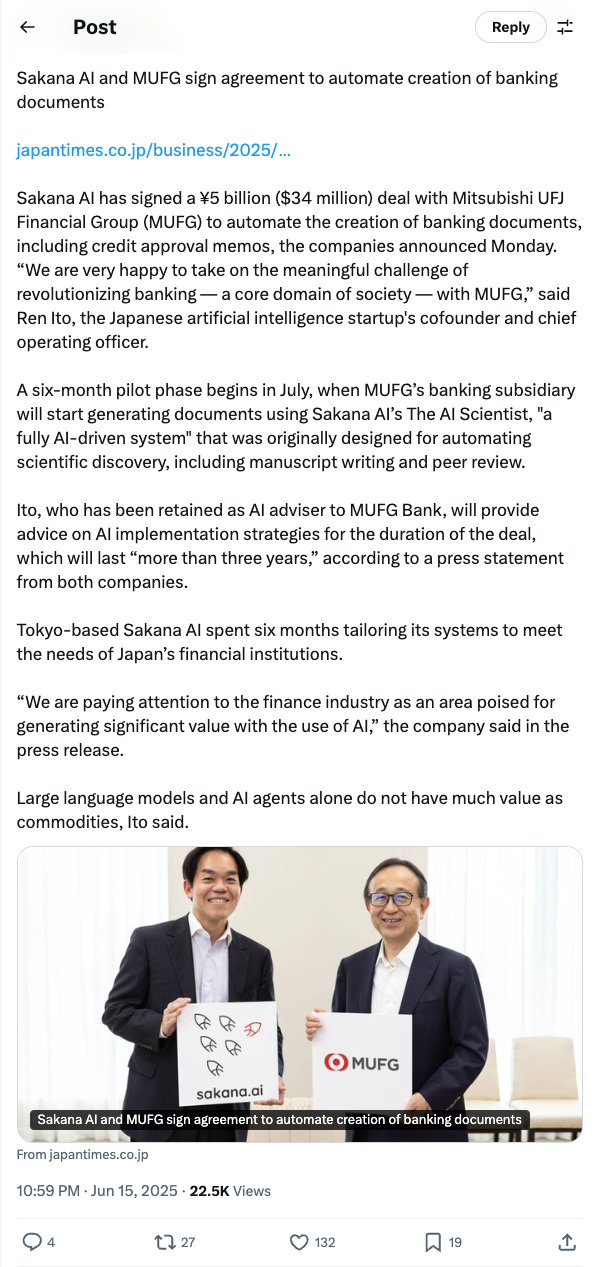 Post
Reply
Sakana AI and MUFG sign agreement to automate creation of banking
documents
japantimes.co.jp/business/2025/...
Sakana AI has signed a ¥5 billion ($34 million) deal with Mitsubishi UFJ
Financial Group (MUFG) to automate the creation of banking documents,
including credit approval memos, the companies announced Monday.
“We are very happy to take on the meaningful challenge of
revolutionizing banking — a core domain of society — with MUFG,” said
Ren Ito, the Japanese artificial intelligence startup's cofounder and chief
operating officer.
A six-month pilot phase begins in July, when MUFG’s banking subsidiary
will start generating documents using Sakana AI’s The AI Scientist, "a
fully AI-driven system" that was originally designed for automating
scientific discovery, including manuscript writing and peer review.
Ito, who has been retained as AI adviser to MUFG Bank, will provide
advice on AI implementation strategies for the duration of the deal,
which will last “more than three years,” according to a press statement
from both companies.
Tokyo-based Sakana AI spent six months tailoring its systems to meet
the needs of Japan’s financial institutions.
“We are paying attention to the finance industry as an area poised for
generating significant value with the use of AI,” the company said in the
press release.
Large language models and AI agents alone do not have much value as
commodities, Ito said.
sakana.ai
MUFG
Sakana AI and MUFG sign agreement to automate creation of banking documents
From japantimes.co.jp
10:59 PM · Jun 15, 2025 · 22.5K Views
4 27 132 19